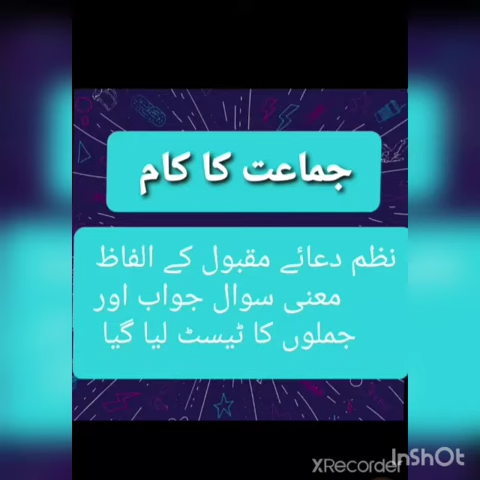 جماعت کا کام
نظم دعائے مقبول کے الفاظ
معنی سوال جواب اور
جملوں کا ٹیسٹ لیا گیا
XRecorder
InShOt